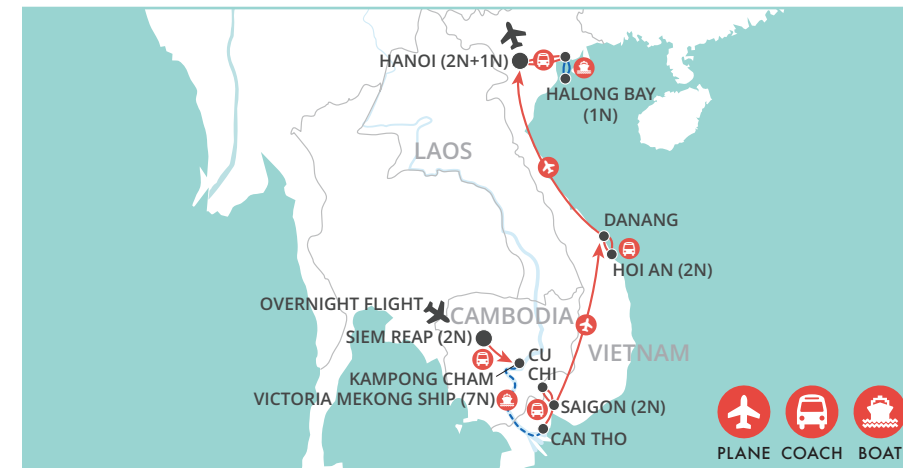 HANOI (2N+1N)
HALONG BAY
(1N)
LAOS
DANANG
HOI AN (2N)
OVERNIGHT FLIGHT
CAMBODIA
SIEM REAP (2N)
VIETNAM
CU
CHI
KAMPONG CHAM
VICTORIA MEKONG SHIP (7N)
SAIGON (2N)
CAN THO
PLANE COACH BOAT